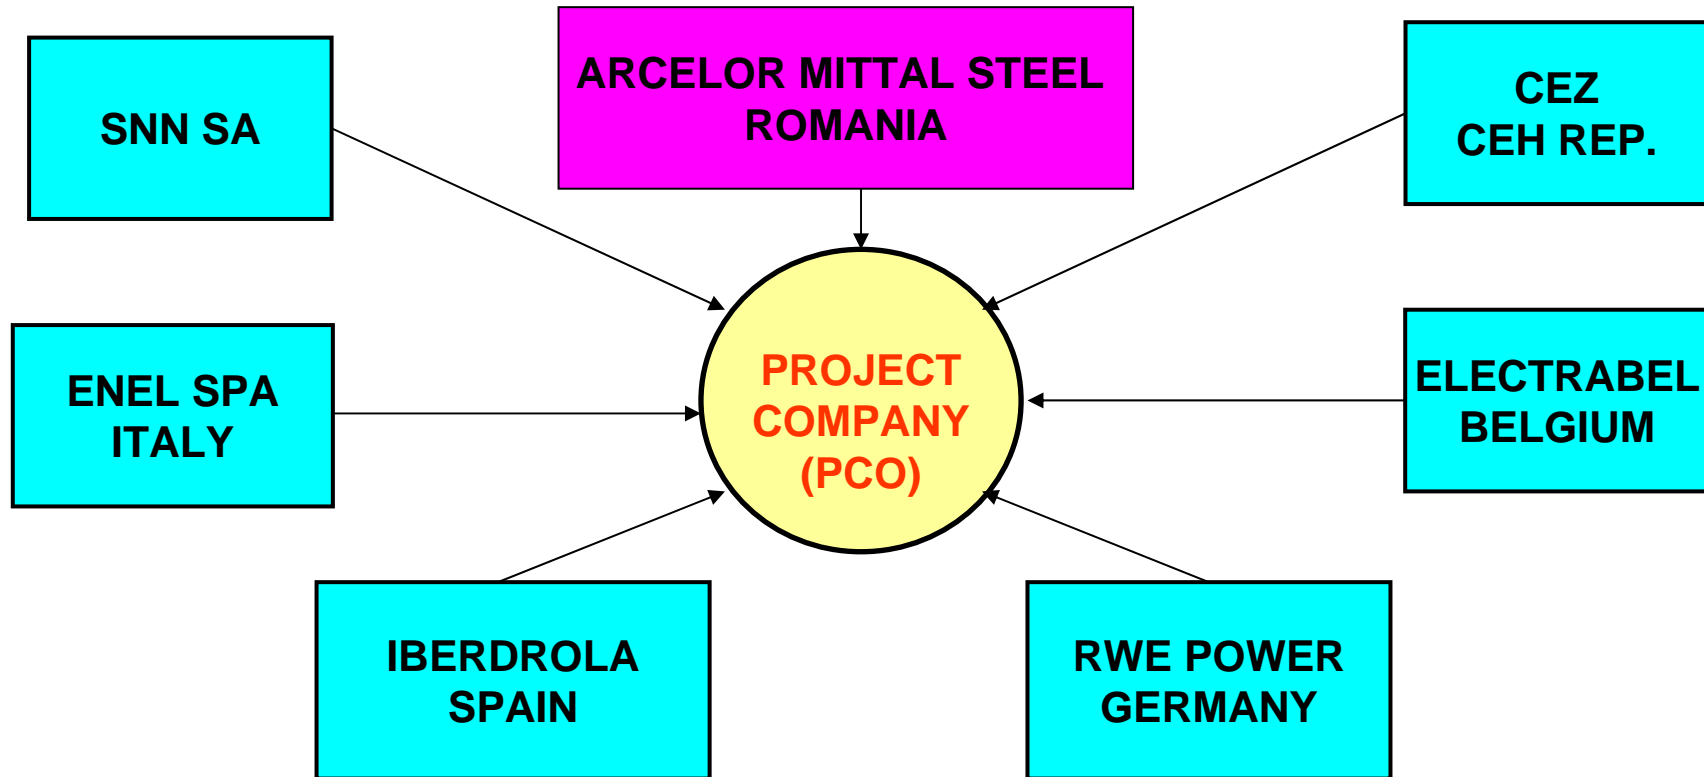 ARCELOR MITTAL STEEL
ROMANIA
SNN SA
CEZ
CEH REP.
ENEL SPA
ITALY
PROJECT
COMPANY
(PCO)
ELECTRABEL
BELGIUM
IBERDROLA
SPAIN
RWE POWER
GERMANY